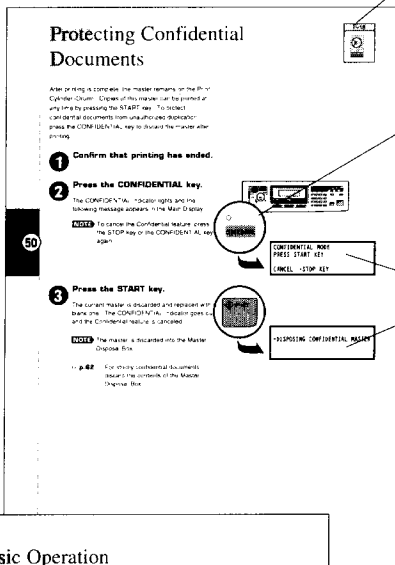 Protecting Confidential
Documents
After printing is complete, the master remains on the Print
Cylinder (Drum). Copies of this master can be printed at
any time by pressing the START key. To protect
confidential documents from unauthorized duplication
press the CONFIDENTIAL key to discard the master after
printing.
1 Confirm that printing has ended.
2 Press the CONFIDENTIAL key.
The CONFIDENTIAL indicator lights and the
following message appears in the Main Display
NOTE To cancel the Confidential feature, press
the STOP key or the CONFIDENTIAL key
again
CONFIDENTIAL MODE
PRESS START KEY
CANCEL -STOP KEY
50
3 Press the START key.
The current master is discarded and replaced with
blank one. The CONFIDENTIAL indicator goes ou
and the Confidential feature is canceled
-DISPOSING CONFIDENTIAL MASTER
NOTE The master is discarded into the Master
Disposal Box
p.62 For strictly confidential documents
discard the contents of the Master
Disposal Box
sic Operation